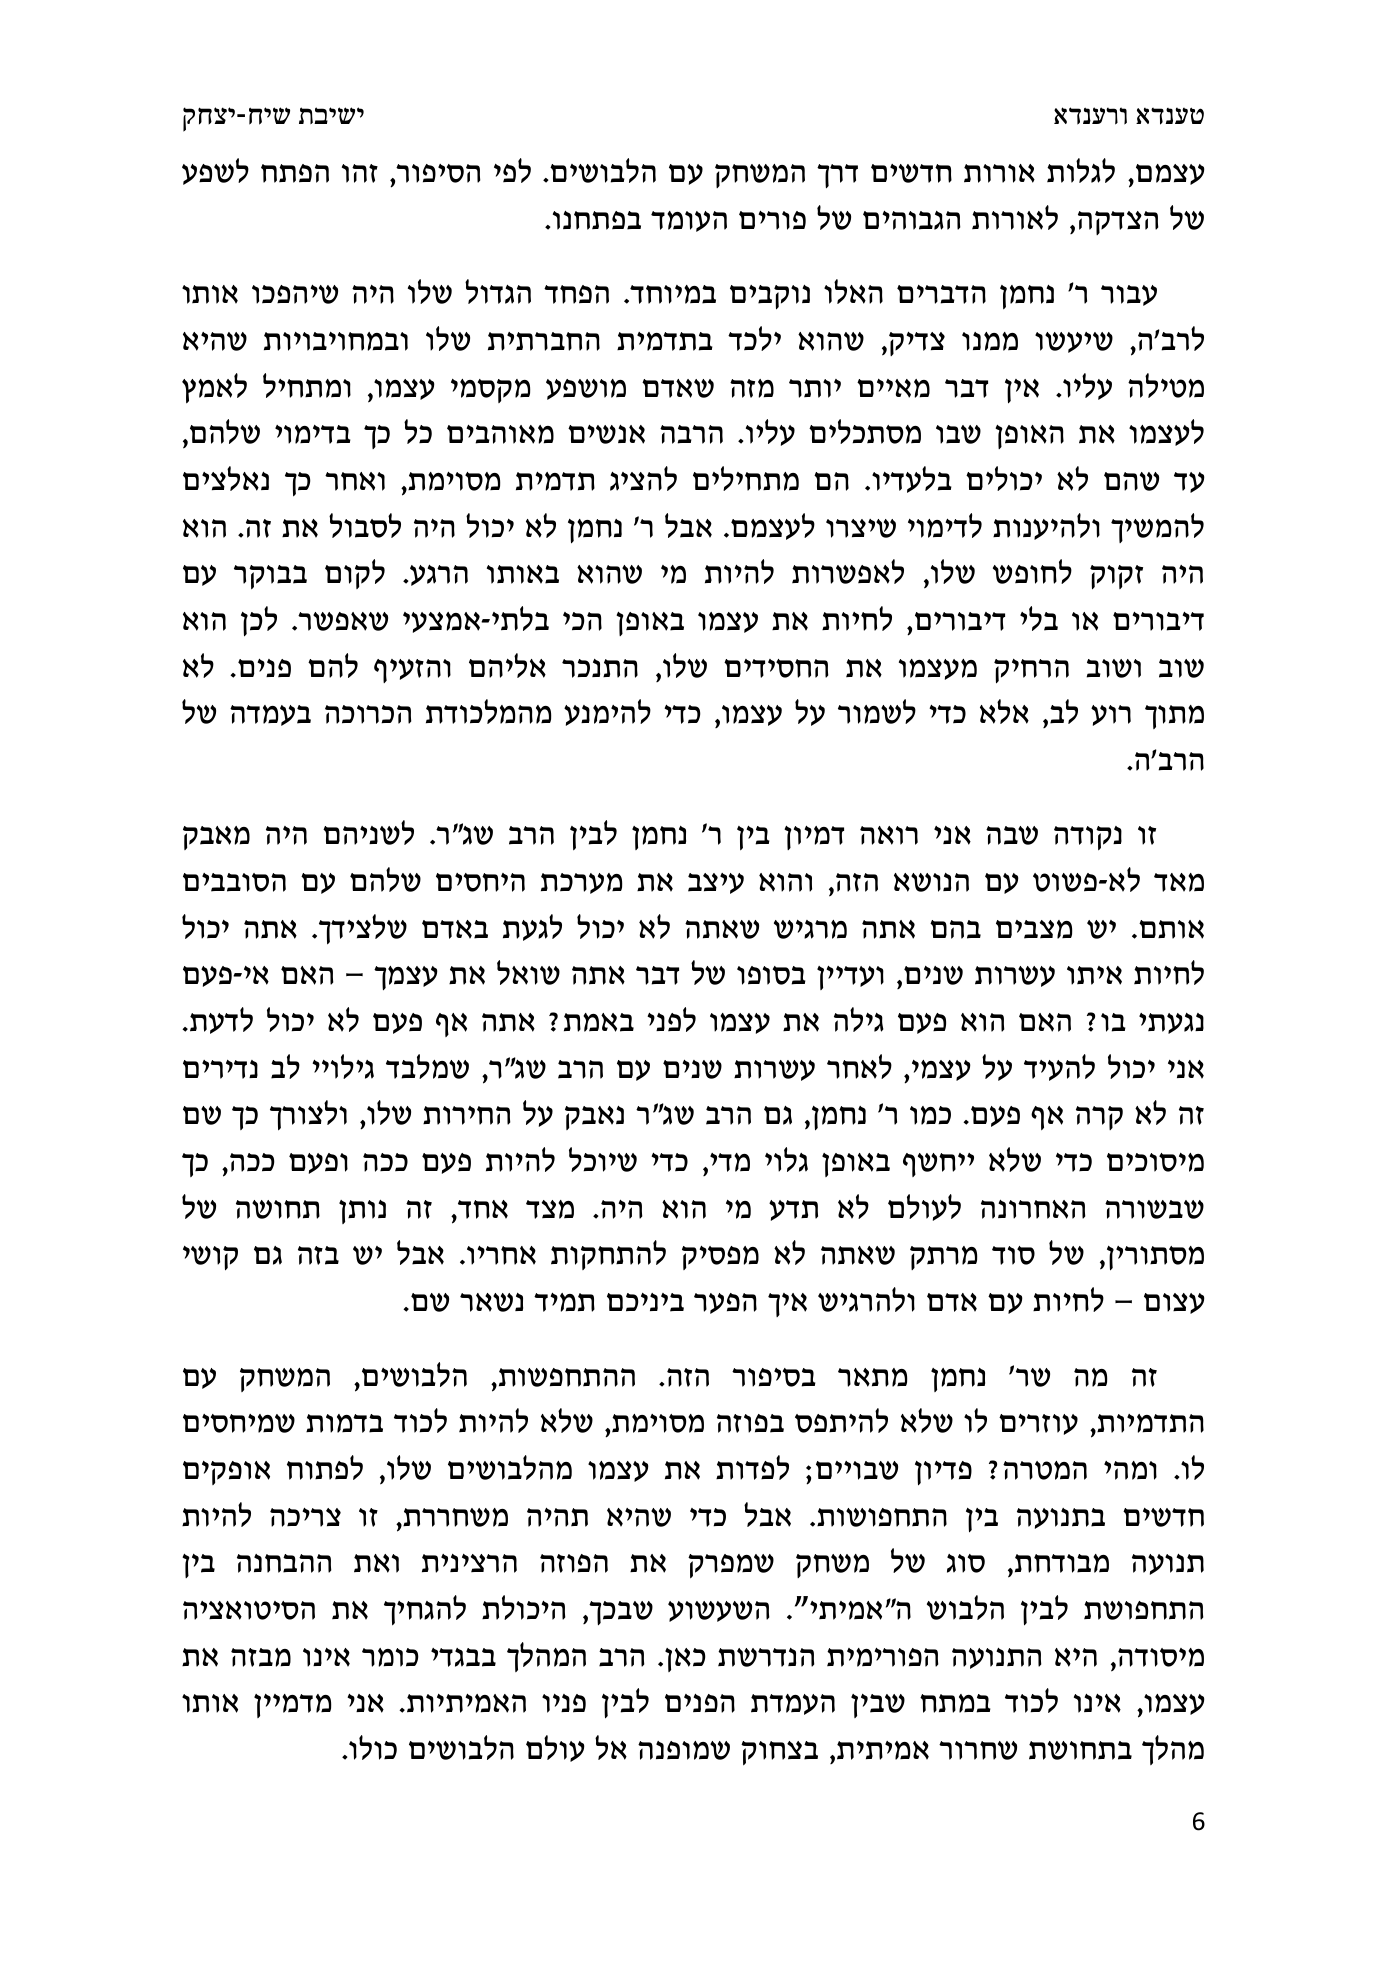 טענדא ורענדא ישיבת שיח-יצחק
עצמם, לגלות אורות חדשים דרך המשחק עם הלבושים. לפי הסיפור, זהו הפתח לשפע
של הצדקה, לאורות הגבוהים של פורים העומד בפתחנו.
עבור ר׳ נחמן הדברים האלו נוקבים במיוחד. הפחד הגדול שלו היה שיהפכו אותו
לרב׳ה, שיעשו ממנו צדיק, שהוא ילכד בתדמית החברתית שלו ובמחויבויות שהיא
מטילה עליו. אין דבר מאיים יותר מזה שאדם מושפע מקסמי עצמו, ומתחיל לאמץ
לעצמו את האופן שבו מסתכלים עליו. הרבה אנשים מאוהבים כל כך בדימוי שלהם,
עד שהם לא יכולים בלעדיו. הם מתחילים להציג תדמית מסוימת, ואחר כך נאלצים
להמשיך ולהיענות לדימוי שיצרו לעצמם. אבל ר׳ נחמן לא יכול היה לסבול את זה. הוא
היה זקוק לחופש שלו, לאפשרות להיות מי שהוא באותו הרגע. לקום בבוקר עם
דיבורים או בלי דיבורים, לחיות את עצמו באופן הכי בלתי-אמצעי שאפשר. לכן הוא
שוב ושוב הרחיק מעצמו את החסידים שלו, התנכר אליהם והזעיף להם פנים. לא
מתוך רוע לב, אלא כדי לשמור על עצמו, כדי להימנע מהמלכודת הכרוכה בעמדה של
הרב׳ה.
זו נקודה שבה אני רואה דמיון בין ר׳ נחמן לבין הרב שג״ר. לשניהם היה מאבק
מאד לא-פשוט עם הנושא הזה, והוא עיצב את מערכת היחסים שלהם עם הסובבים
אותם. יש מצבים בהם אתה מרגיש שאתה לא יכול לגעת באדם שלצידך. אתה יכול
לחיות איתו עשרות שנים, ועדיין בסופו של דבר אתה שואל את עצמך – האם אי-פעם
נגעתי בו? האם הוא פעם גילה את עצמו לפני באמת? אתה אף פעם לא יכול לדעת.
אני יכול להעיד על עצמי, לאחר עשרות שנים עם הרב שג״ר, שמלבד גילויי לב נדירים
זה לא קרה אף פעם. כמו ר׳ נחמן, גם הרב שג״ר נאבק על החירות שלו, ולצורך כך שם
מיסוכים כדי שלא ייחשף באופן גלוי מדי, כדי שיוכל להיות פעם ככה ופעם ככה, כך
שבשורה האחרונה לעולם לא תדע מי הוא היה. מצד אחד, זה נותן תחושה של
מסתורין, של סוד מרתק שאתה לא מפסיק להתחקות אחריו. אבל יש בזה גם קושי
עצום – לחיות עם אדם ולהרגיש איך הפער ביניכם תמיד נשאר שם.
זה מה שר׳ נחמן מתאר בסיפור הזה. ההתחפשות, הלבושים, המשחק עם
התדמיות, עוזרים לו שלא להיתפס בפוזה מסוימת, שלא להיות לכוד בדמות שמיחסים
לו. ומהי המטרה? פדיון שבויים; לפדות את עצמו מהלבושים שלו, לפתוח אופקים
חדשים בתנועה בין התחפושות. אבל כדי שהיא תהיה משחררת, זו צריכה להיות
תנועה מבודחת, סוג של משחק שמפרק את הפוזה הרצינית ואת ההבחנה בין
התחפושת לבין הלבוש ה״אמיתי״. השעשוע שבכך, היכולת להגחיך את הסיטואציה
מיסודה, היא התנועה הפורימית הנדרשת כאן. הרב המהלך בבגדי כומר אינו מבזה את
עצמו, אינו לכוד במתח שבין העמדת הפנים לבין פניו האמיתיות. אני מדמיין אותו
מהלך בתחושת שחרור אמיתית, בצחוק שמופנה אל עולם הלבושים כולו.
6